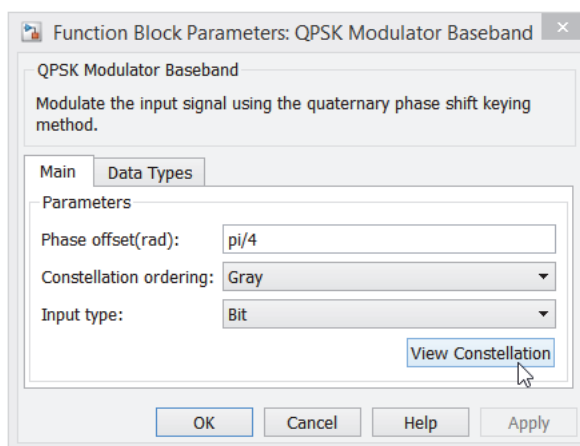 Function Block Parameters: QPSK Modulator Baseband
QPSK Modulator Baseband
Modulate the input signal using the quaternary phase shift keying
method.
Main Data Types
Parameters
Phase offset(rad): pi/4
Constellation ordering: Gray
Input type: Bit
View Constellation
OK Cancel Help Apply